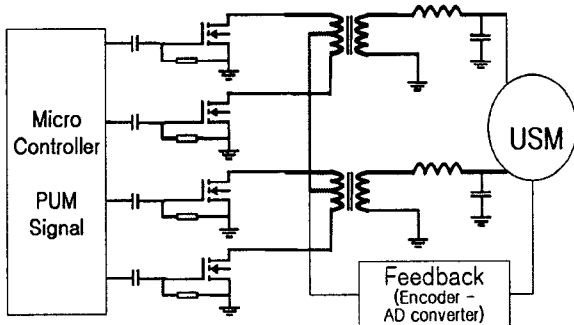 Micro
Controller
PUM
Signal
USM
Feedback
(Encoder -
AD converter)